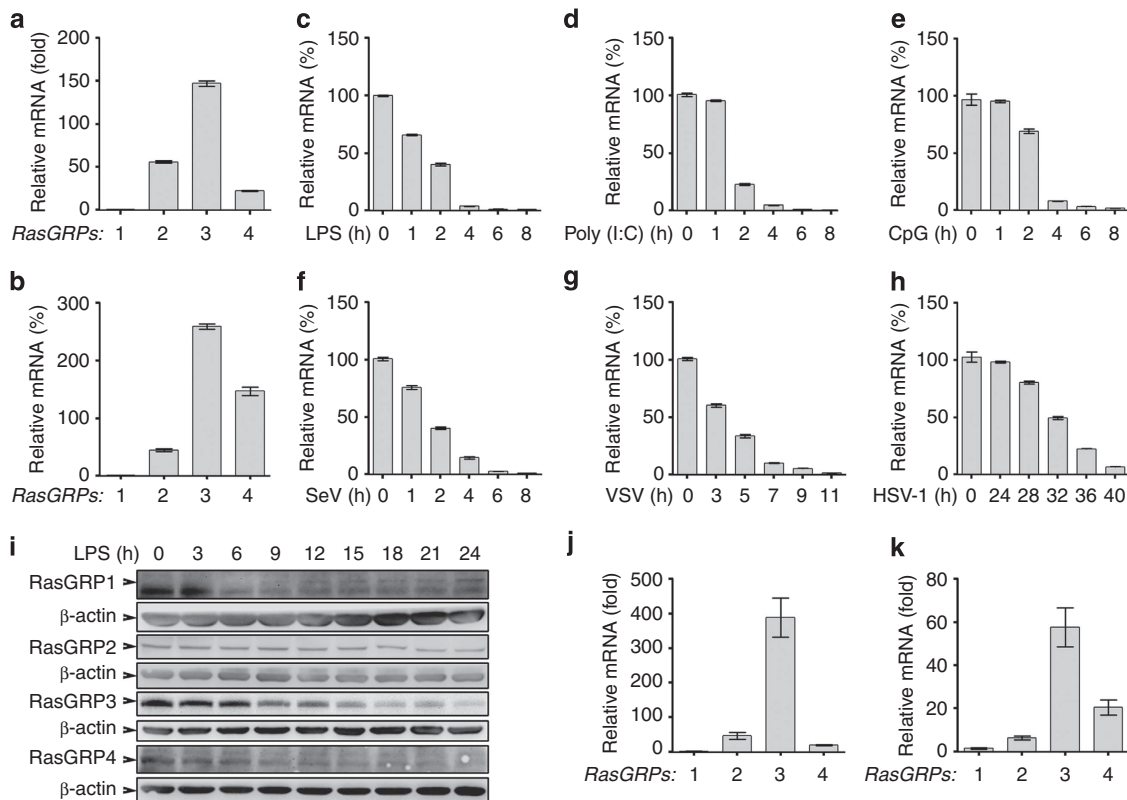 a
Relative mRNA (fold)
200
150
100
50
0
RasGRPs: 1 2 3 4
c
Relative mRNA (%)
150
100
50
0
LPS (h) 0 1 2 4 6 8
d
Relative mRNA (%)
150
100
50
0
Poly (I:C) (h) 0 1 2 4 6 8
e
Relative mRNA (%)
150
100
50
0
CpG (h) 0 1 2 4 6 8
b
Relative mRNA (%)
300
200
100
0
RasGRPs: 1 2 3 4
f
Relative mRNA (%)
150
100
50
0
SeV (h) 0 1 2 4 6 8
g
Relative mRNA (%)
150
100
50
0
VSV (h) 0 3 5 7 9 11
h
Relative mRNA (%)
150
100
50
0
HSV-1 (h) 0 24 28 32 36 40
i
LPS (h) 0 3 6 9 12 15 18 21 24
RasGRP1
β-actin
RasGRP2
β-actin
RasGRP3
β-actin
RasGRP4
β-actin
j
Relative mRNA (fold)
500
400
300
200
100
0
RasGRPs: 1 2 3 4
k
Relative mRNA (fold)
80
60
40
20
0
RasGRPs: 1 2 3 4